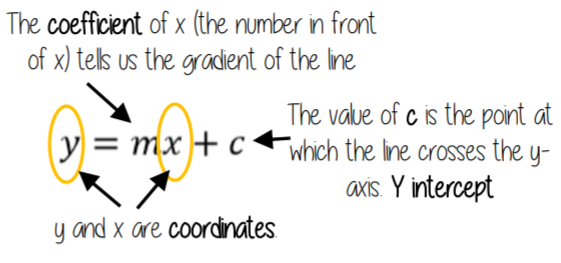 The coefficient of x (the number in front
of x) tells us the gradient of the line
The value of c is the point at
y = mx + c
which the line crosses the y-
axis. Y intercept
y and x are coordinates.